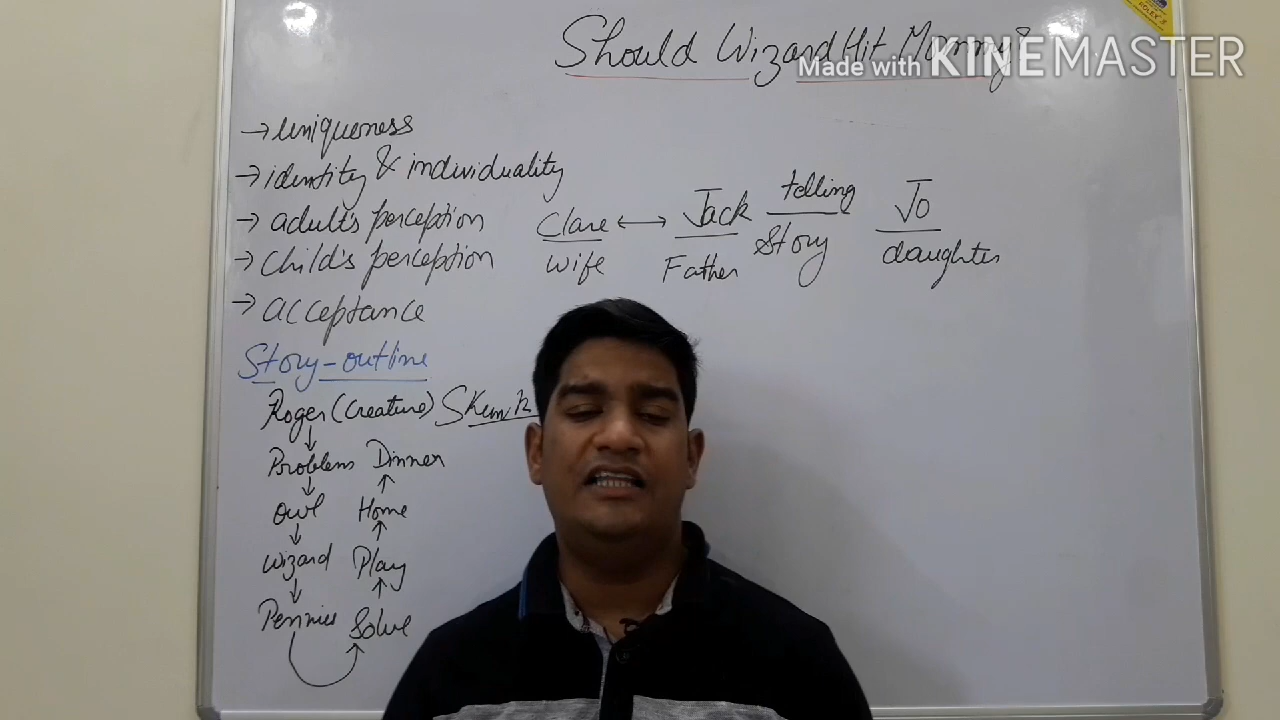 Should Wizard Hit Mommy?
Made with KINEMASTER
→ Uniqueness
→ identity & individuality
→ adult's perception
→ Child's perception
→ acceptance
Clare ↔ Jack telling Jo
Wife Father Story daughter
Story-outline
Roger (Creature) Skunk
↓
Problem Dinner
↓ ↑
Owl Home
↓ ↑
Wizard Play
↓ ↑
Pennies Solve